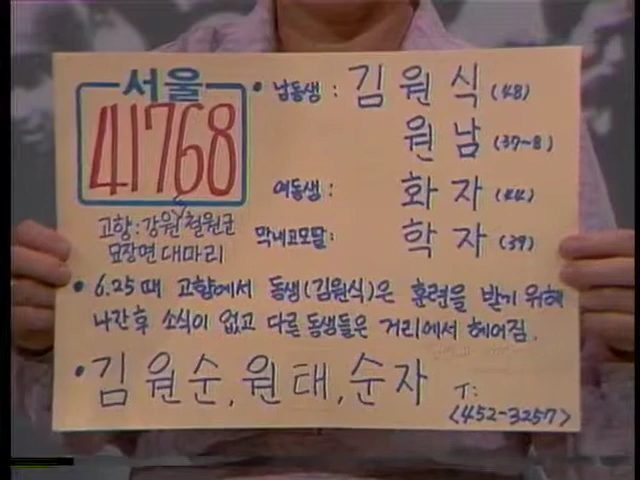 서울
41768
• 남동생 : 김원식 (48)
원남 (37~8)
여동생 : 화자 (44)
막내고모딸 : 학자 (39)
고향 : 강원 철원군
묘장면 대마리
• 6.25때 고향에서 동생(김원식)은 훈련을 받기 위해
나간후 소식이 없고 다른 동생들은 거리에서 헤어짐.
• 김원순, 원태, 순자
T:
<452-3257>